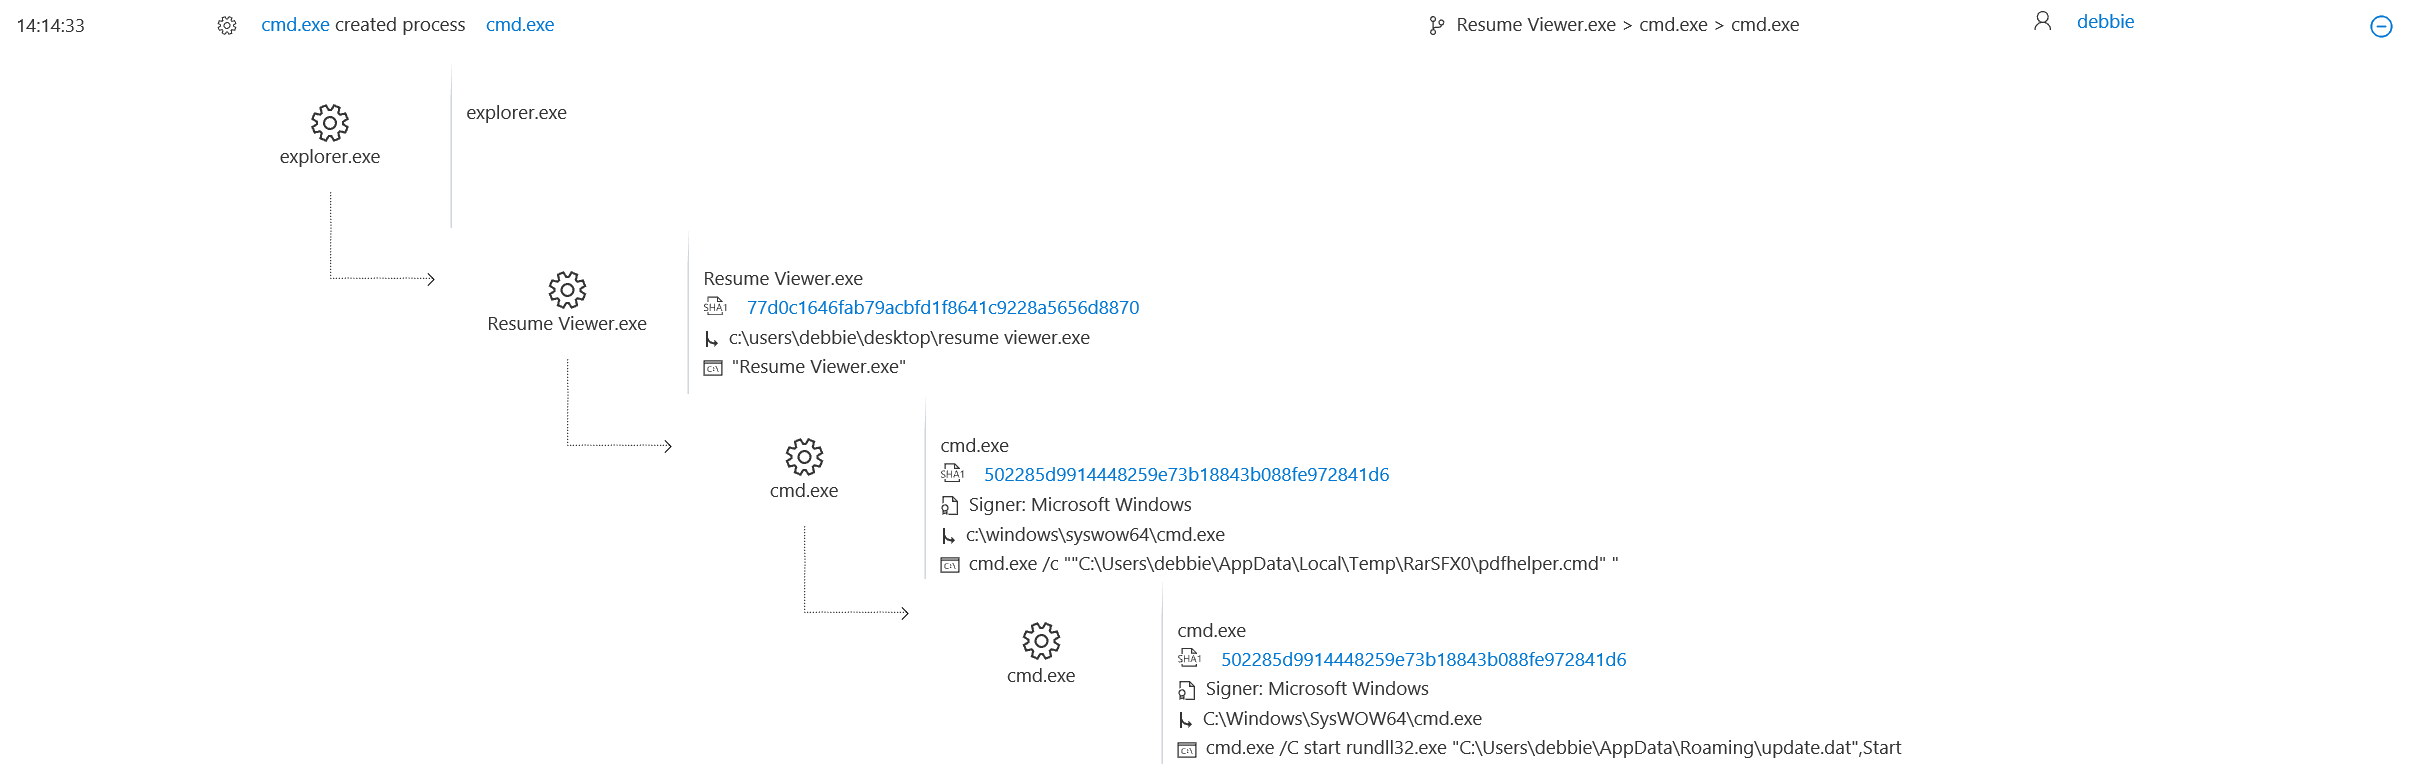 14:14:33 cmd.exe created process cmd.exe Resume Viewer.exe > cmd.exe > cmd.exe debbie
explorer.exe
explorer.exe
Resume Viewer.exe
SHA1 77d0c1646fab79acbfd1f8641c9228a5656d8870
Resume Viewer.exe
c:\users\debbie\desktop\resume viewer.exe
C:\ "Resume Viewer.exe"
cmd.exe
SHA1 502285d9914448259e73b18843b088fe972841d6
cmd.exe
Signer: Microsoft Windows
c:\windows\syswow64\cmd.exe
C:\ cmd.exe /c ""C:\Users\debbie\AppData\Local\Temp\RarSFX0\pdfhelper.cmd" "
cmd.exe
SHA1 502285d9914448259e73b18843b088fe972841d6
cmd.exe
Signer: Microsoft Windows
C:\Windows\SysWOW64\cmd.exe
C:\ cmd.exe /C start rundll32.exe "C:\Users\debbie\AppData\Roaming\update.dat",Start